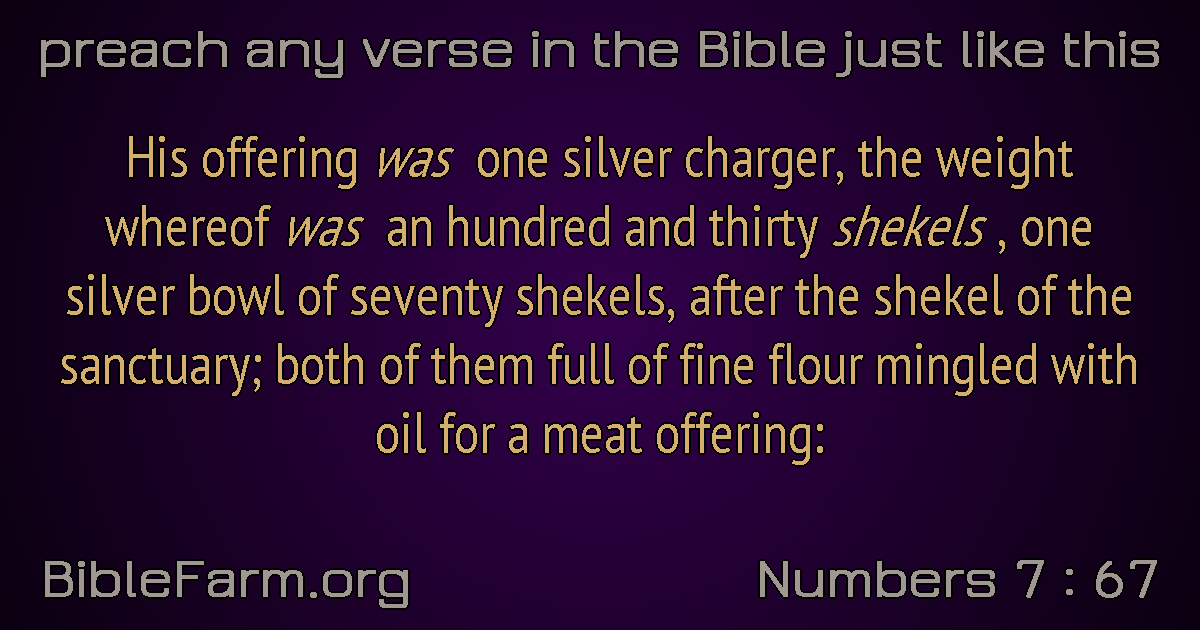 preach any verse in the Bible just like this
His offering was one silver charger, the weight
whereof was an hundred and thirty shekels , one
silver bowl of seventy shekels, after the shekel of the
sanctuary; both of them full of fine flour mingled with
oil for a meat offering:
BibleFarm.org
Numbers 7 : 67